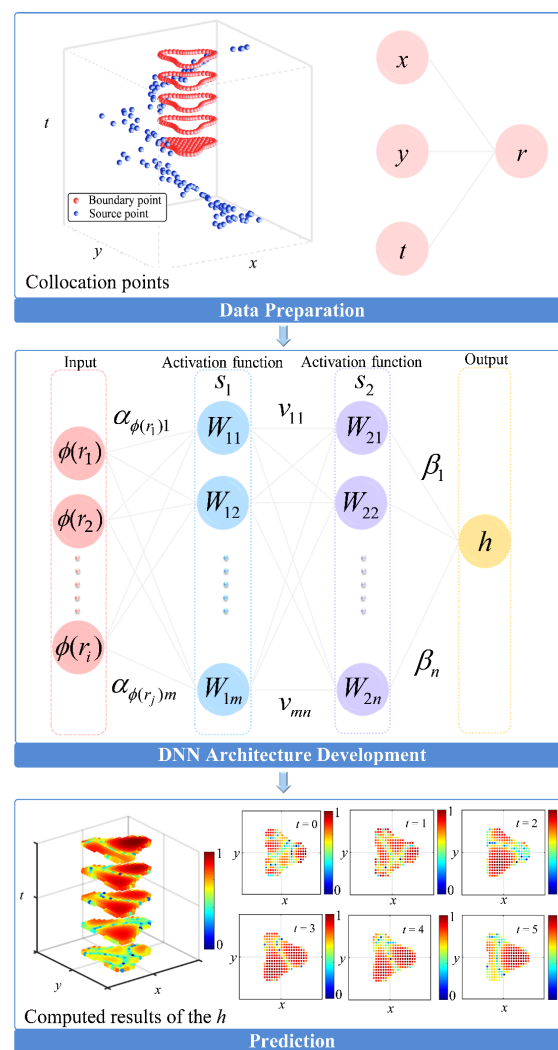 t
y
x
Boundary point
Source point
Collocation points
x
y
t
r
Data Preparation
Input
Activation function
Activation function
Output
s₁
s₂
α_ϕ(r₁)1
v₁₁
ϕ(r₁)
W₁₁
W₂₁
β₁
ϕ(r₂)
W₁₂
W₂₂
h
ϕ(rᵢ)
W₁ₘ
W₂ₙ
βₙ
α_ϕ(rⱼ)m
vₘₙ
DNN Architecture Development
t
y
x
1
0
Computed results of the h
t=0
1
0
y
x
t=1
1
0
y
x
t=2
1
0
y
x
t=3
1
0
y
x
t=4
1
0
y
x
t=5
1
0
y
x
Prediction